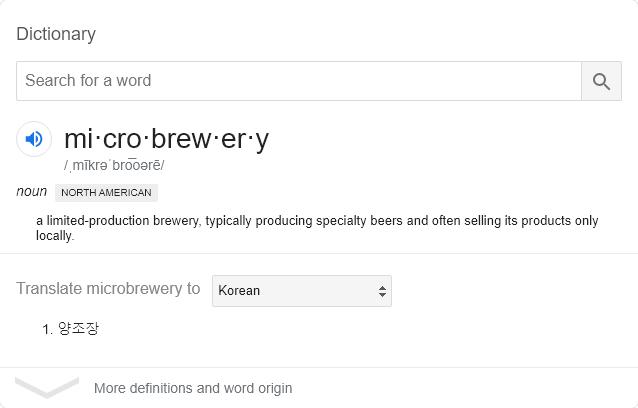 Dictionary
Search for a word
mi·cro·brew·er·y
/ˌmīkrəˈbro͞oərē/
noun NORTH AMERICAN
a limited-production brewery, typically producing specialty beers and often selling its products only
locally.
Translate microbrewery to Korean
1. 양조장
More definitions and word origin